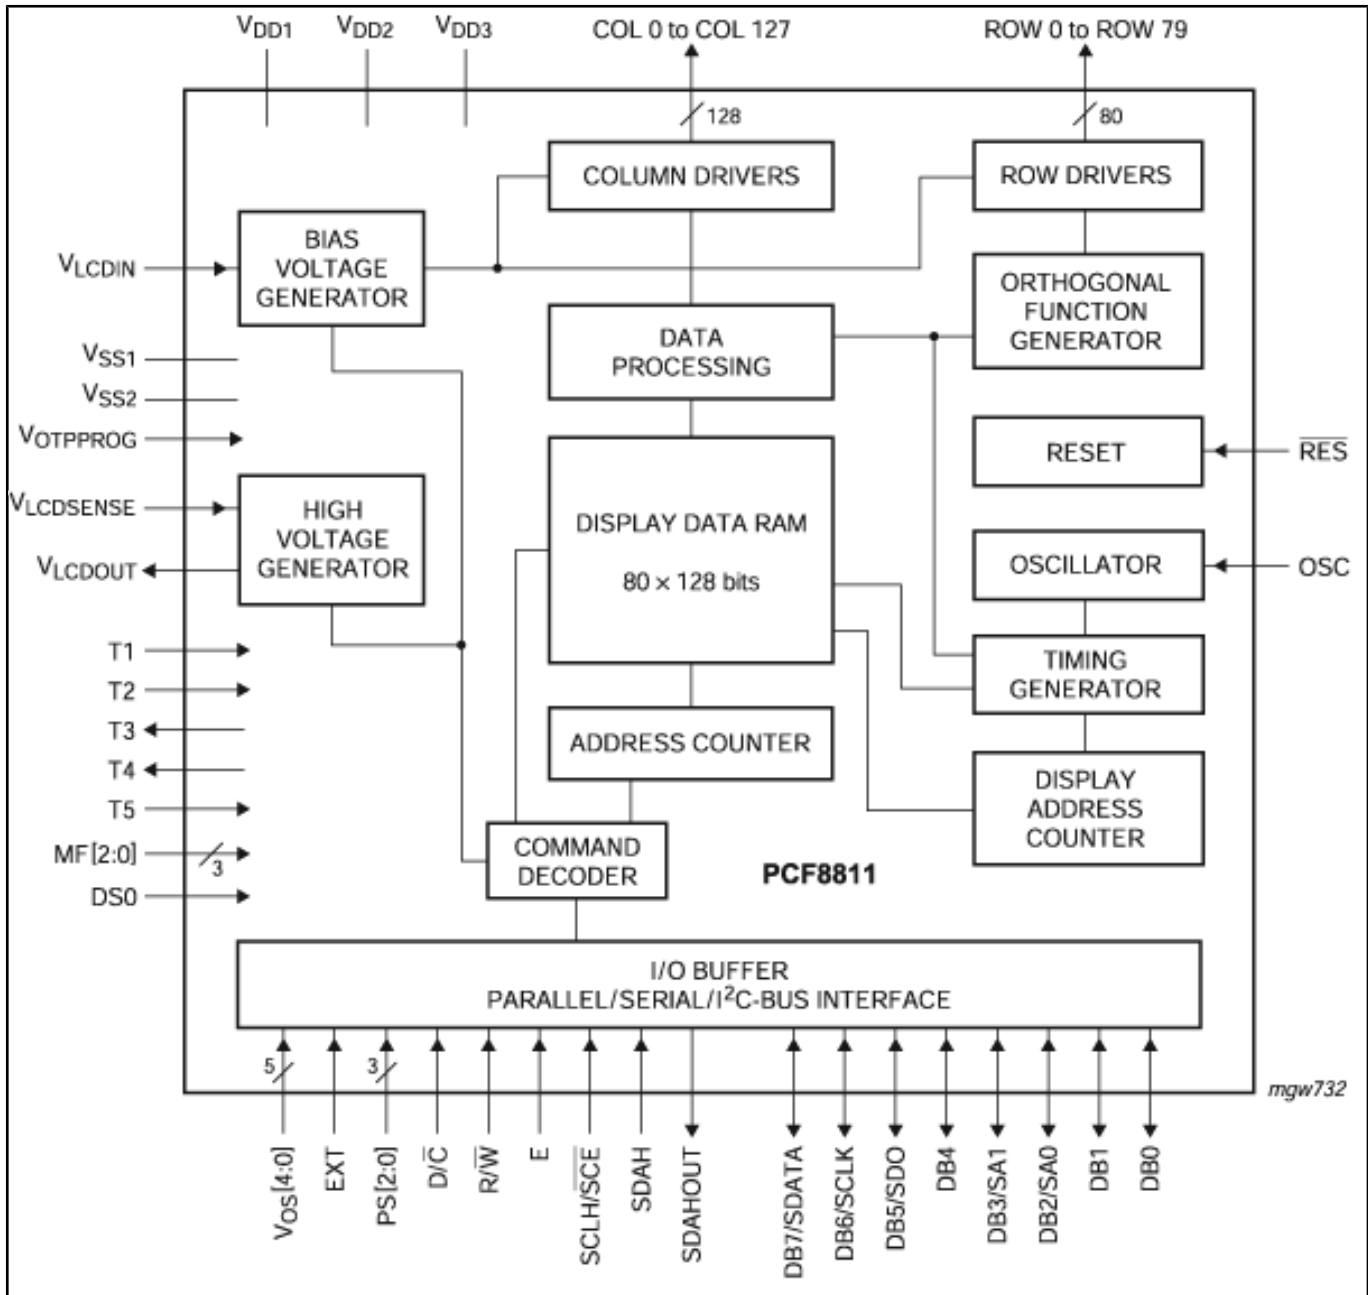 VDD1
VDD2
VDD3
COL 0 to COL 127
ROW 0 to ROW 79
128
80
COLUMN DRIVERS
ROW DRIVERS
BIAS
VOLTAGE
GENERATOR
VLCDIN
ORTHOGONAL
FUNCTION
GENERATOR
DATA
PROCESSING
VSS1
VSS2
VOTPPROG
RESET
RES
VLCDSENSE
HIGH
VOLTAGE
GENERATOR
VLCDOUT
DISPLAY DATA RAM
80 × 128 bits
OSCILLATOR
OSC
T1
T2
T3
T4
T5
MF[2:0]
3
DS0
TIMING
GENERATOR
ADDRESS COUNTER
DISPLAY
ADDRESS
COUNTER
COMMAND
DECODER
PCF8811
I/O BUFFER
PARALLEL/SERIAL/I²C-BUS INTERFACE
5
3
mgw732
VOS[4:0]
EXT
PS[2:0]
D/C̅
R/W̅
E
SCLH/S̅C̅E̅
SDAH
SDAHOUT
DB7/SDATA
DB6/SCLK
DB5/SDO
DB4
DB3/SA1
DB2/SA0
DB1
DB0